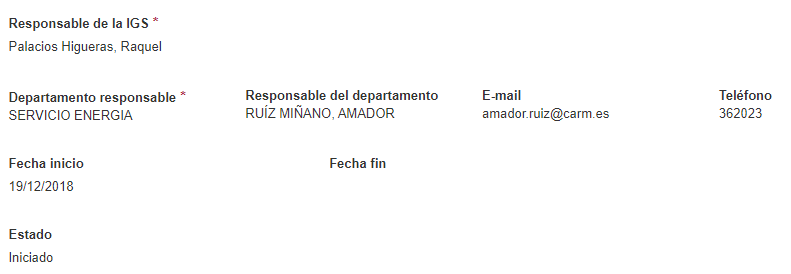 Responsable de la IGS *
Palacios Higueras, Raquel
Departamento responsable * Responsable del departamento E-mail Teléfono
SERVICIO ENERGIA RUÍZ MIÑANO, AMADOR amador.ruiz@carm.es 362023
Fecha inicio Fecha fin
19/12/2018
Estado
Iniciado